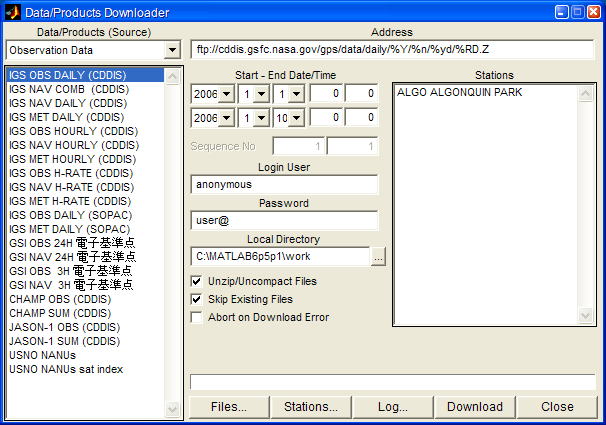 Data/Products Downloader
Data/Products (Source)
Observation Data
IGS OBS DAILY (CDDIS)
IGS NAV COMB (CDDIS)
IGS NAV DAILY (CDDIS)
IGS MET DAILY (CDDIS)
IGS OBS HOURLY (CDDIS)
IGS NAV HOURLY (CDDIS)
IGS MET HOURLY (CDDIS)
IGS OBS H-RATE (CDDIS)
IGS NAV H-RATE (CDDIS)
IGS MET H-RATE (CDDIS)
IGS OBS DAILY (SOPAC)
IGS MET DAILY (SOPAC)
GSI OBS 24H 電子基準点
GSI NAV 24H 電子基準点
GSI OBS 3H 電子基準点
GSI NAV 3H 電子基準点
CHAMP OBS (CDDIS)
CHAMP SUM (CDDIS)
JASON-1 OBS (CDDIS)
JASON-1 SUM (CDDIS)
USNO NANUs
USNO NANUs sat index
Address
ftp://cddis.gsfc.nasa.gov/gps/data/daily/%Y/%n/%yd/%RD.Z
Start - End Date/Time
2006 1 1 0 0
2006 1 10 0 0
Sequence No 1 1
Login User
anonymous
Password
user@
Local Directory
C:\MATLAB6p5p1\work ...
Unzip/Uncompact Files
Skip Existing Files
Abort on Download Error
Stations
ALGO ALGONQUIN PARK
Files... Stations... Log... Download Close